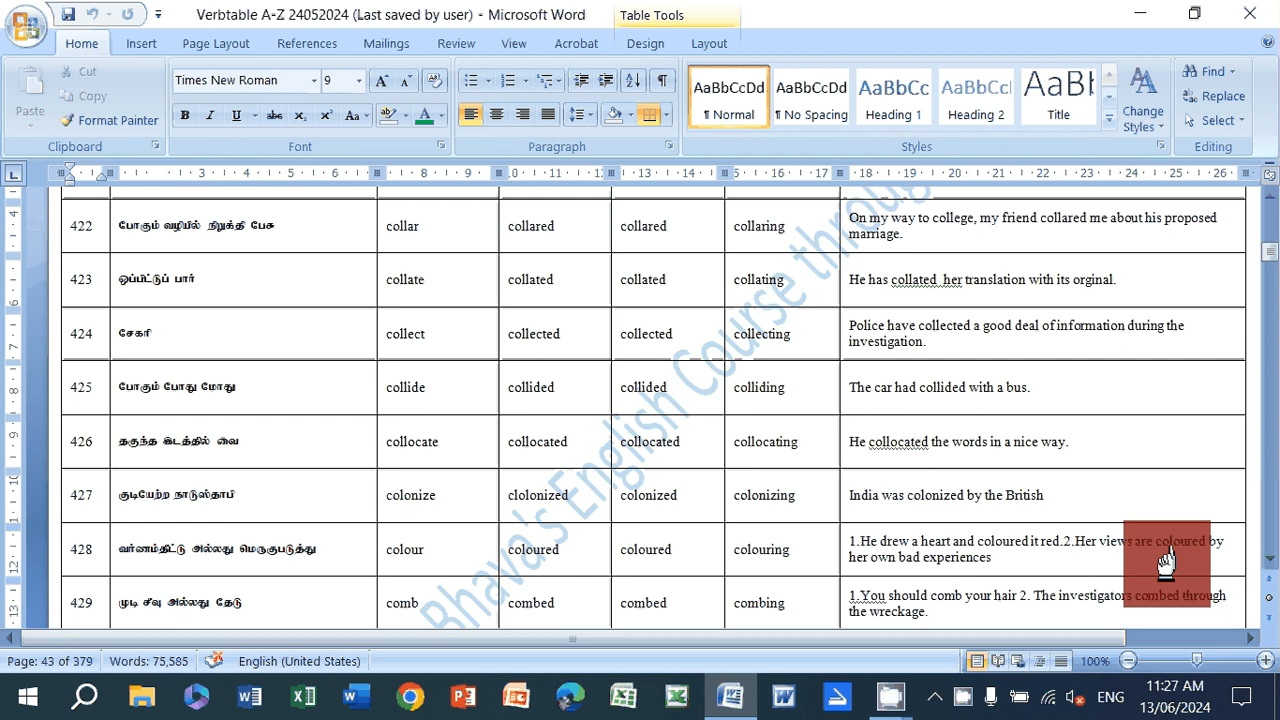 Verbtable A-Z 24052024 (Last saved by user) - Microsoft Word
Table Tools
Home Insert Page Layout References Mailings Review View Acrobat Design Layout
Paste
Cut
Copy
Format Painter
Clipboard
Times New Roman 9
Font
Paragraph
AaBbCcDd AaBbCcDd AaBbCc AaBbCc
¶ Normal ¶ No Spacing Heading 1 Heading 2 Title
Styles
Change Styles
Find
Replace
Select
Editing
422 போகும் வழியில் நிறுத்தி பேசு collar collared collared collaring On my way to college, my friend collared me about his proposed
marriage.
423 ஒப்பிட்டுப் பார் collate collated collated collating He has collated her translation with its orginal.
424 சேகரி collect collected collected collecting Police have collected a good deal of information during the
investigation.
425 போகும் போது மோது collide collided collided colliding The car had collided with a bus.
426 தகுந்த இடத்தில் வை collocate collocated collocated collocating He collocated the words in a nice way.
427 குடியேற்ற நாடுஸ்தாபி colonize clolonized colonized colonizing India was colonized by the British
428 வர்ணம்திட்டு அல்லது மெருகுபடுத்து colour coloured coloured colouring 1.He drew a heart and coloured it red.2.Her views are coloured by
her own bad experiences
429 முடி சீவு அல்லது தேடு comb combed combed combing 1.You should comb your hair 2. The investigators combed through
the wreckage.
Bhava's English Course throug
Page: 43 of 379 Words: 75,585 English (United States) 100%
ENG
11:27 AM
13/06/2024